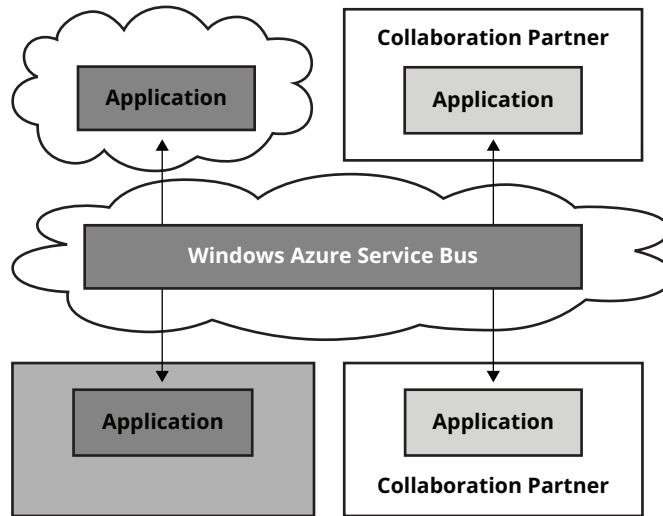 Collaboration Partner
Application
Application
Windows Azure Service Bus
Application
Application
Collaboration Partner